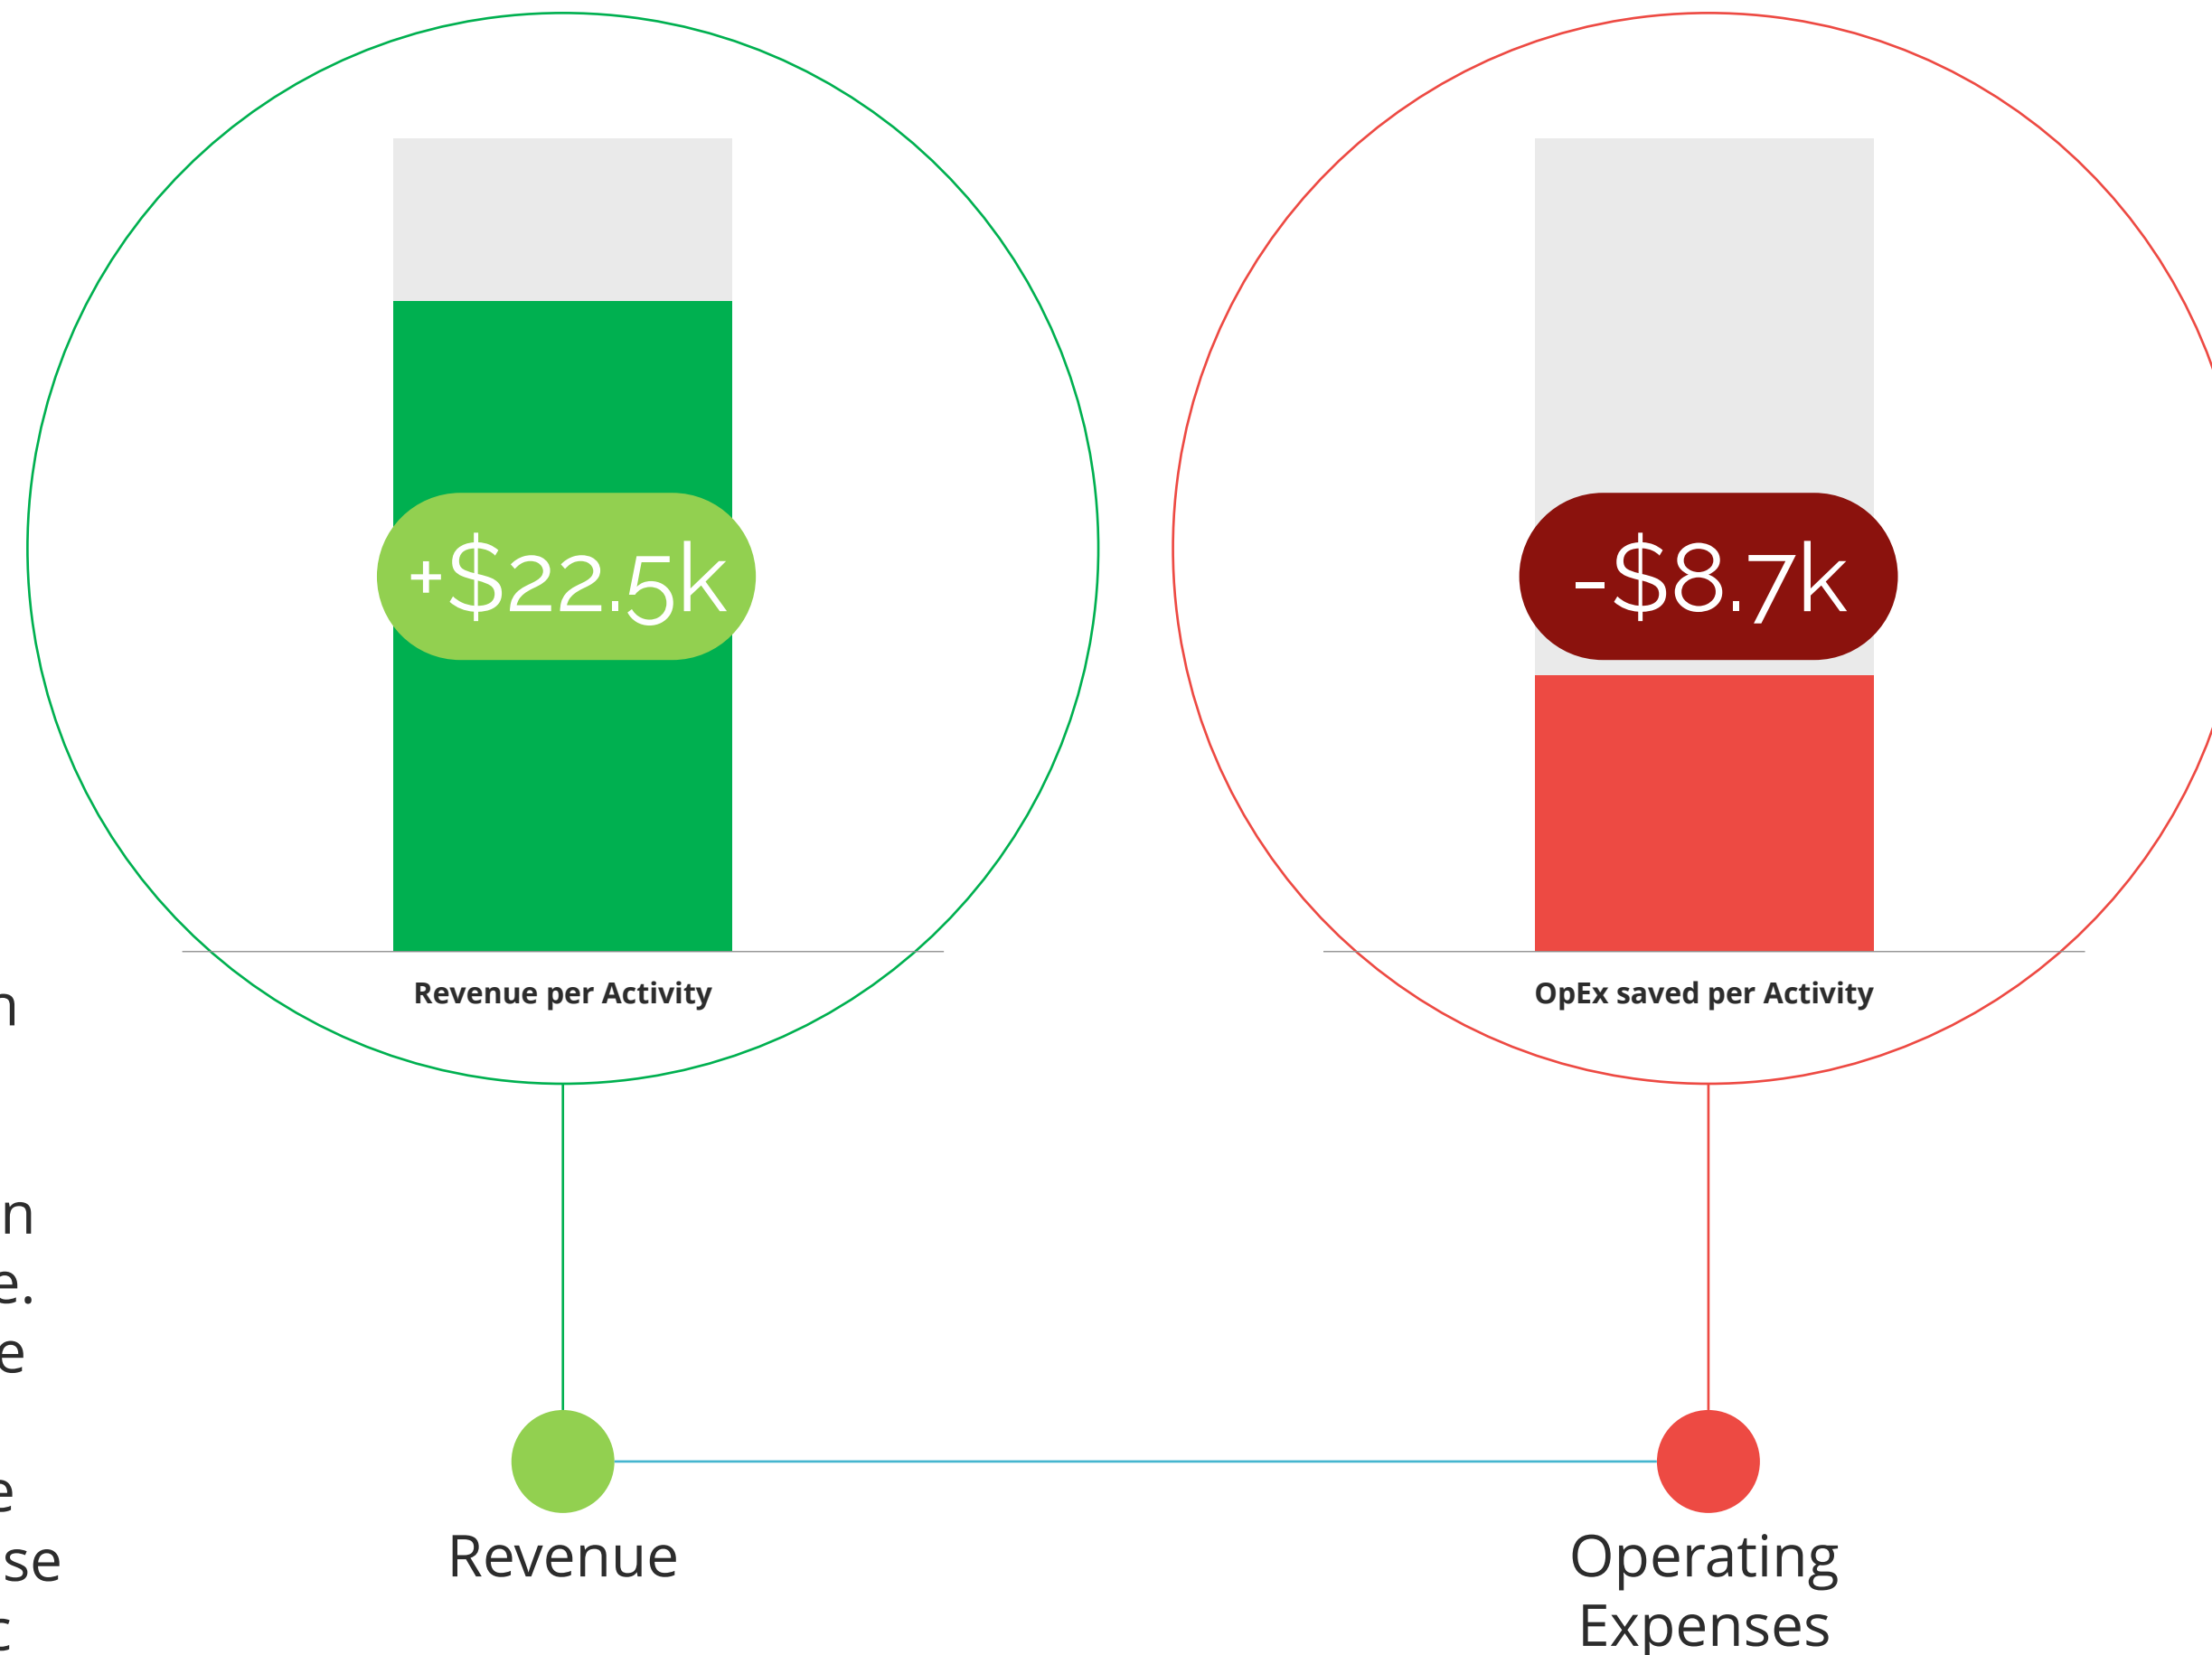 +$22.5k
-$8.7k
Revenue per Activity
OpEx saved per Activity
Revenue
Operating
Expenses